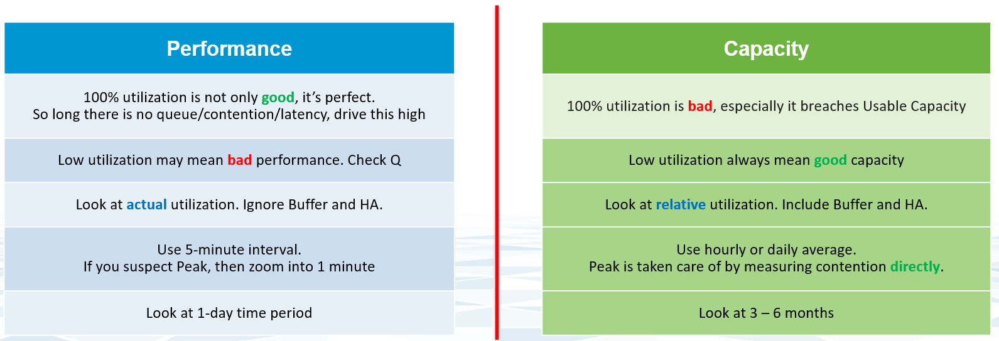 Performance
100% utilization is not only good, it’s perfect.
So long there is no queue/contention/latency, drive this high
Low utilization may mean bad performance. Check Q
Look at actual utilization. Ignore Buffer and HA.
Use 5-minute interval.
If you suspect Peak, then zoom into 1 minute
Look at 1-day time period
Capacity
100% utilization is bad, especially it breaches Usable Capacity
Low utilization always mean good capacity
Look at relative utilization. Include Buffer and HA.
Use hourly or daily average.
Peak is taken care of by measuring contention directly.
Look at 3 – 6 months